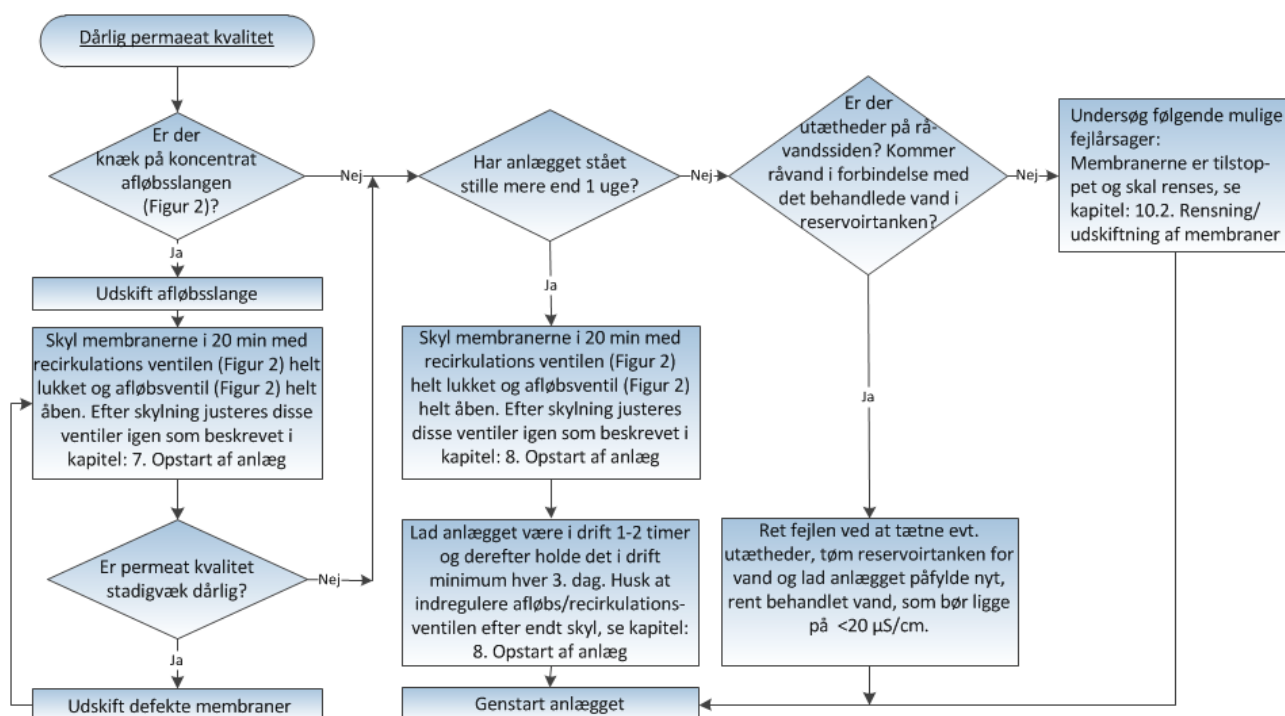 Dårlig permaeat kvalitet
Er der
knæk på koncentrat
afløbsslangen
(Figur 2)?
Nej
Ja
Udskift afløbsslange
Skyl membranerne i 20 min med
recirkulations ventilen (Figur 2) helt
lukket og afløbsventil (Figur 2) helt
åben. Efter skylning justeres disse
ventiler igen som beskrevet i
kapitel: 7. Opstart af anlæg
Er permeat kvalitet
stadigvæk dårlig?
Nej
Ja
Udskift defekte membraner
Har anlægget stået
stille mere end 1 uge?
Nej
Ja
Skyl membranerne i 20 min med
recirkulations ventilen (Figur 2)
helt lukket og afløbsventil (Figur 2)
helt åben. Efter skylning justeres
disse ventiler igen som beskrevet i
kapitel: 8. Opstart af anlæg
Lad anlægget være i drift 1-2 timer
og derefter holde det i drift
minimum hver 3. dag. Husk at
indregulere afløbs/recirkulations-
ventilen efter endt skyl, se kapitel:
8. Opstart af anlæg
Genstart anlægget
Er der
utætheder på rå-
vandssiden? Kommer
råvand i forbindelse med
det behandlede vand i
reservoirtanken?
Nej
Ja
Ret fejlen ved at tætne evt.
utætheder, tøm reservoirtanken for
vand og lad anlægget påfylde nyt,
rent behandlet vand, som bør ligge
på <20 µS/cm.
Undersøg følgende mulige
fejlårsager:
Membranerne er tilstop-
pet og skal renses, se
kapitel: 10.2. Rensning/
udskiftning af membraner